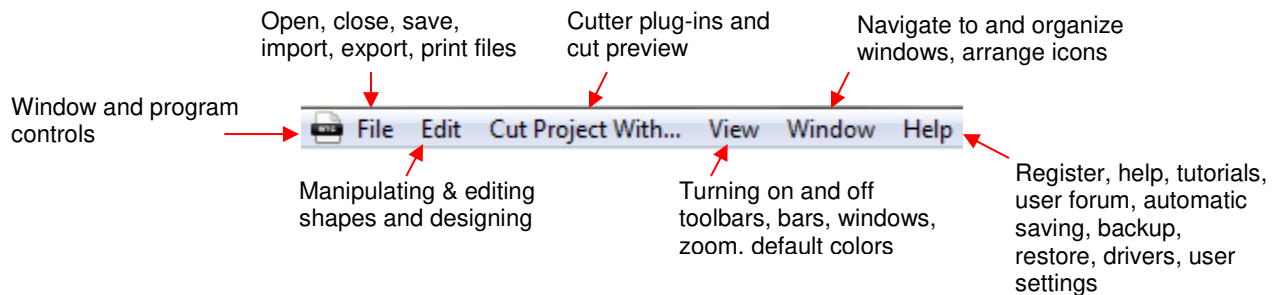 Open, close, save,
import, export, print files
Cutter plug-ins and
cut preview
Navigate to and organize
windows, arrange icons
Window and program
controls
File Edit Cut Project With... View Window Help
Manipulating & editing
shapes and designing
Turning on and off
toolbars, bars, windows,
zoom, default colors
Register, help, tutorials,
user forum, automatic
saving, backup,
restore, drivers, user
settings